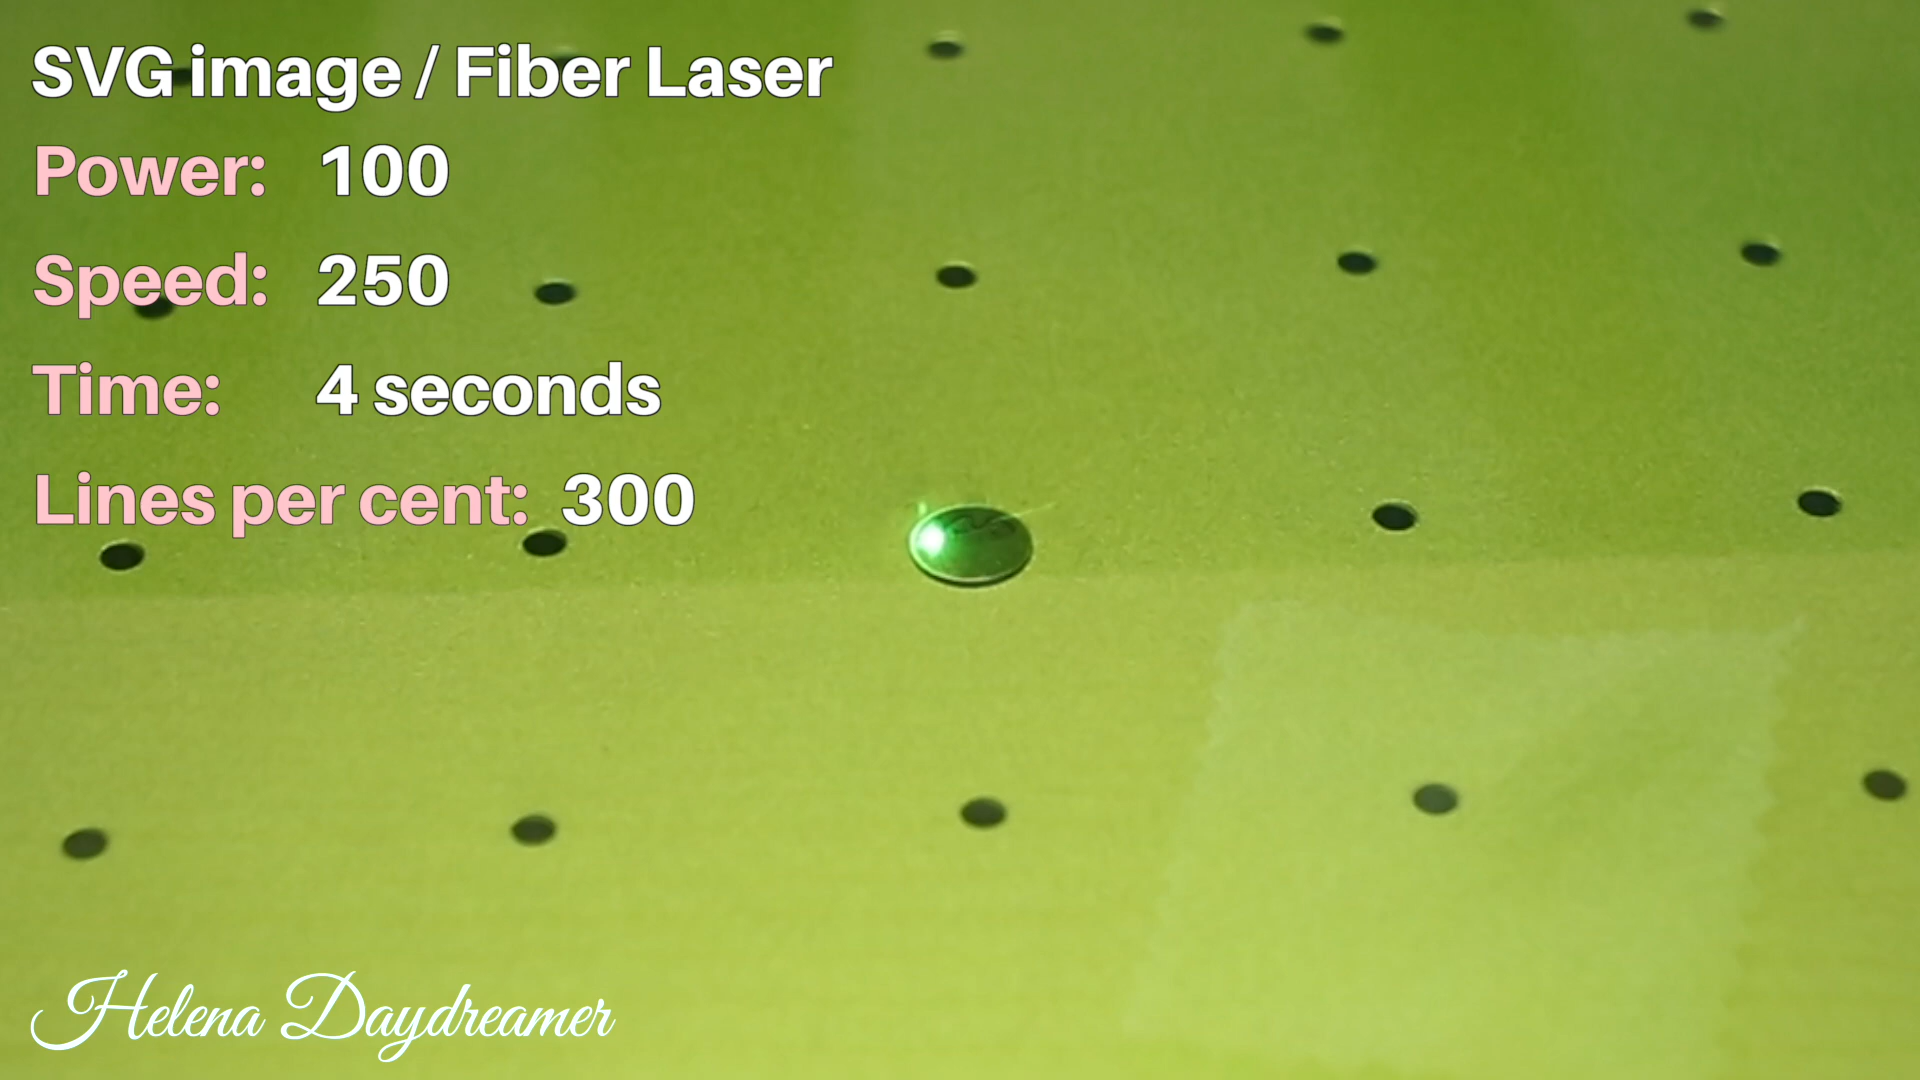 SVG image / Fiber Laser
Power: 100
Speed: 250
Time: 4 seconds
Lines per cent: 300
Helena Daydreamer